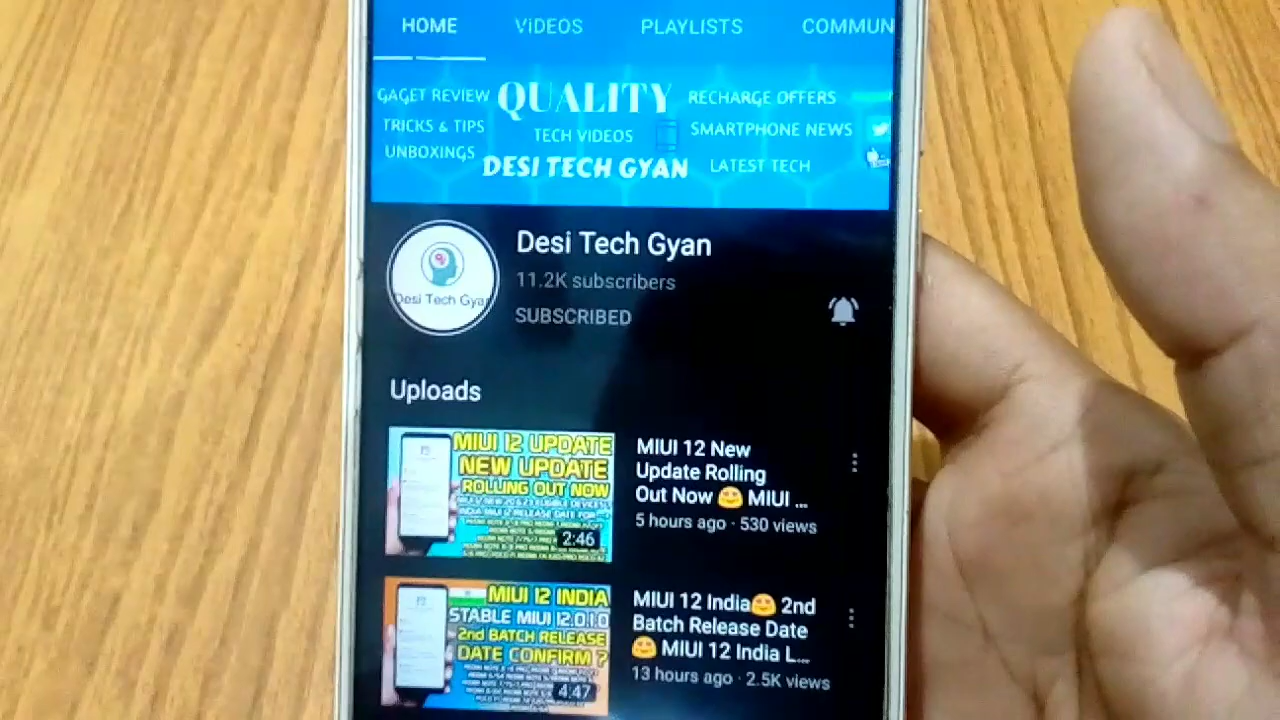 HOME ViDEOS PLAYLISTS COMMUN
GAGET REVIEW QUALITY RECHARGE OFFERS
TRICKS & TIPS TECH VIDEOS SMARTPHONE NEWS
UNBOXINGS DESI TECH GYAN LATEST TECH
Desi Tech Gyan
11.2K subscribers
Desi Tech Gyan
SUBSCRIBED
Uploads
MIUI 12 UPDATE
NEW UPDATE
ROLLING OUT NOW
2:46
MIUI 12 New
Update Rolling
Out Now 😍 MIUI ...
5 hours ago · 530 views
MIUI 12 INDIA
STABLE MIUI 12.0.1.0
2nd BATCH RELEASE
DATE CONFIRM ?
4:47
MIUI 12 India😍 2nd
Batch Release Date
😍 MIUI 12 India L...
13 hours ago · 2.5K views